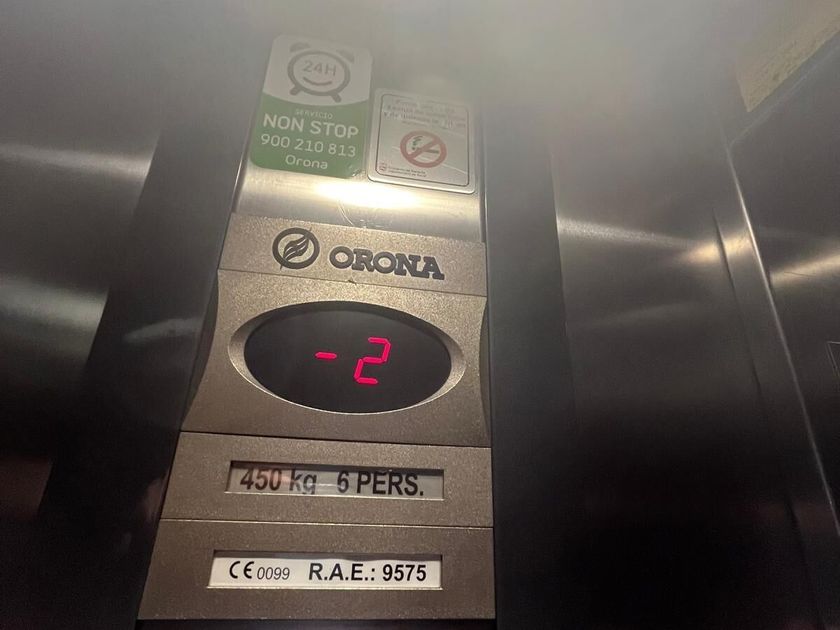 24H
SERVICIO
NON STOP
900 210 813
Orona
ORONA
-2
450 kg 6 PERS.
CE 0099 R.A.E.: 9575